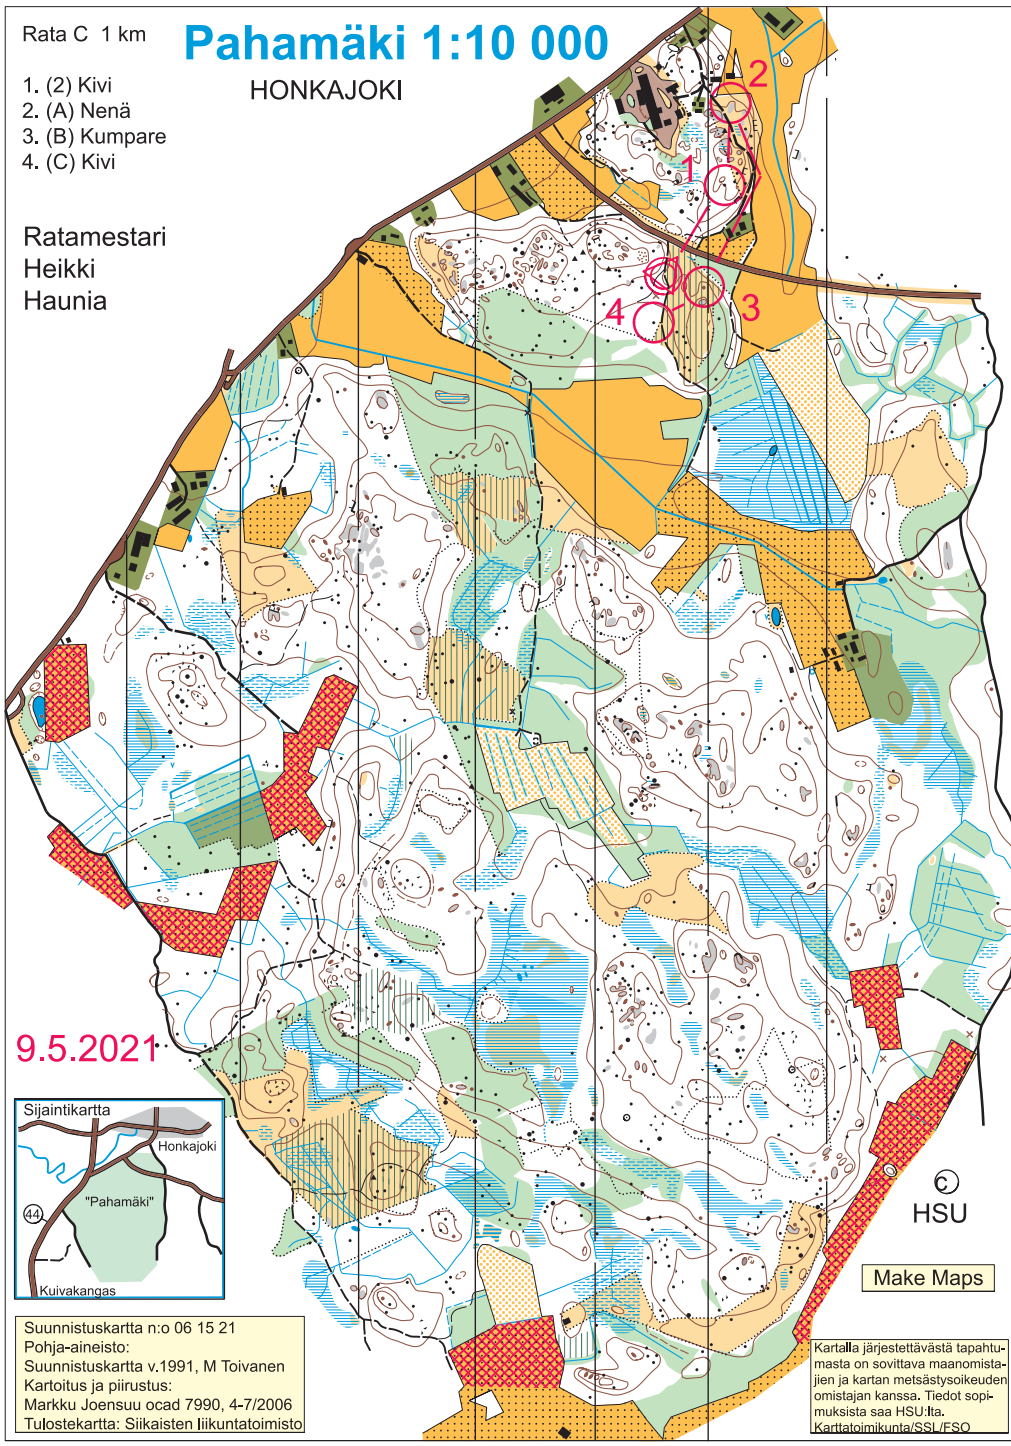 Rata C 1 km
Pahamäki 1:10 000
HONKAJOKI
1. (2) Kivi
2. (A) Nenä
3. (B) Kumpare
4. (C) Kivi
Ratamestari
Heikki
Haunia
2
1
4
3
9.5.2021
Sijaintikartta
Honkajoki
"Pahamäki"
44
Kuivakangas
C
HSU
Make Maps
Suunnistuskartta n:o 06 15 21
Pohja-aineisto:
Suunnistuskartta v.1991, M Toivanen
Kartoitus ja piirustus:
Markku Joensuu ocad 7990, 4-7/2006
Tulostekartta: Siikaisten liikuntatoimisto
Kartalla järjestettävästä tapahtu-
masta on sovittava maanomista-
jien ja kartan metsästysoikeuden
omistajan kanssa. Tiedot sopi-
muksista saa HSU:lta.
Karttatoimikunta/SSL/FSO